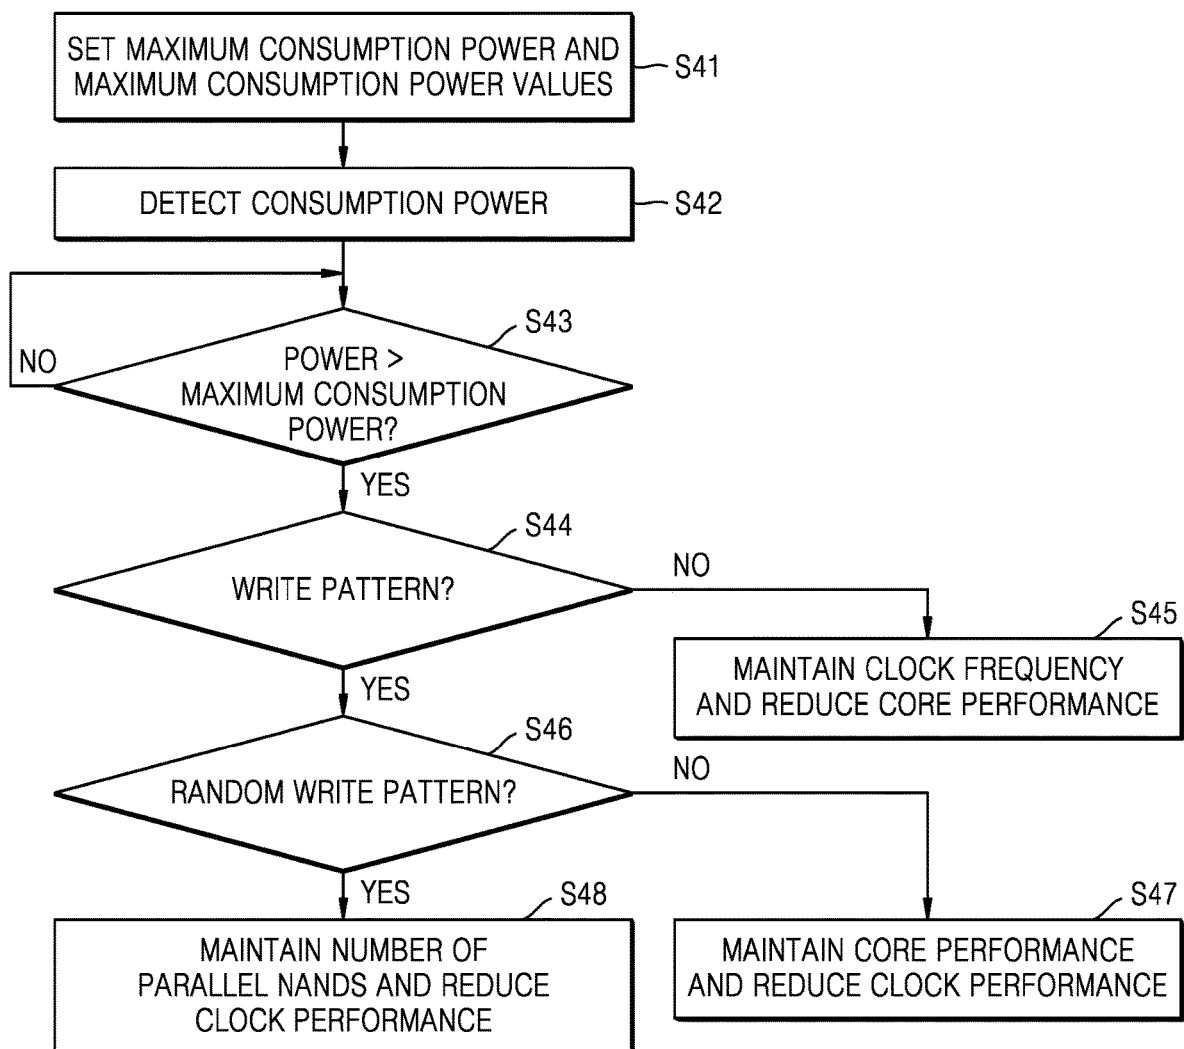 SET MAXIMUM CONSUMPTION POWER AND
MAXIMUM CONSUMPTION POWER VALUES
S41
DETECT CONSUMPTION POWER
S42
S43
POWER >
MAXIMUM CONSUMPTION
POWER?
NO
YES
S44
WRITE PATTERN?
NO
S45
MAINTAIN CLOCK FREQUENCY
AND REDUCE CORE PERFORMANCE
YES
S46
RANDOM WRITE PATTERN?
NO
YES
S48
MAINTAIN NUMBER OF
PARALLEL NANDS AND REDUCE
CLOCK PERFORMANCE
S47
MAINTAIN CORE PERFORMANCE
AND REDUCE CLOCK PERFORMANCE